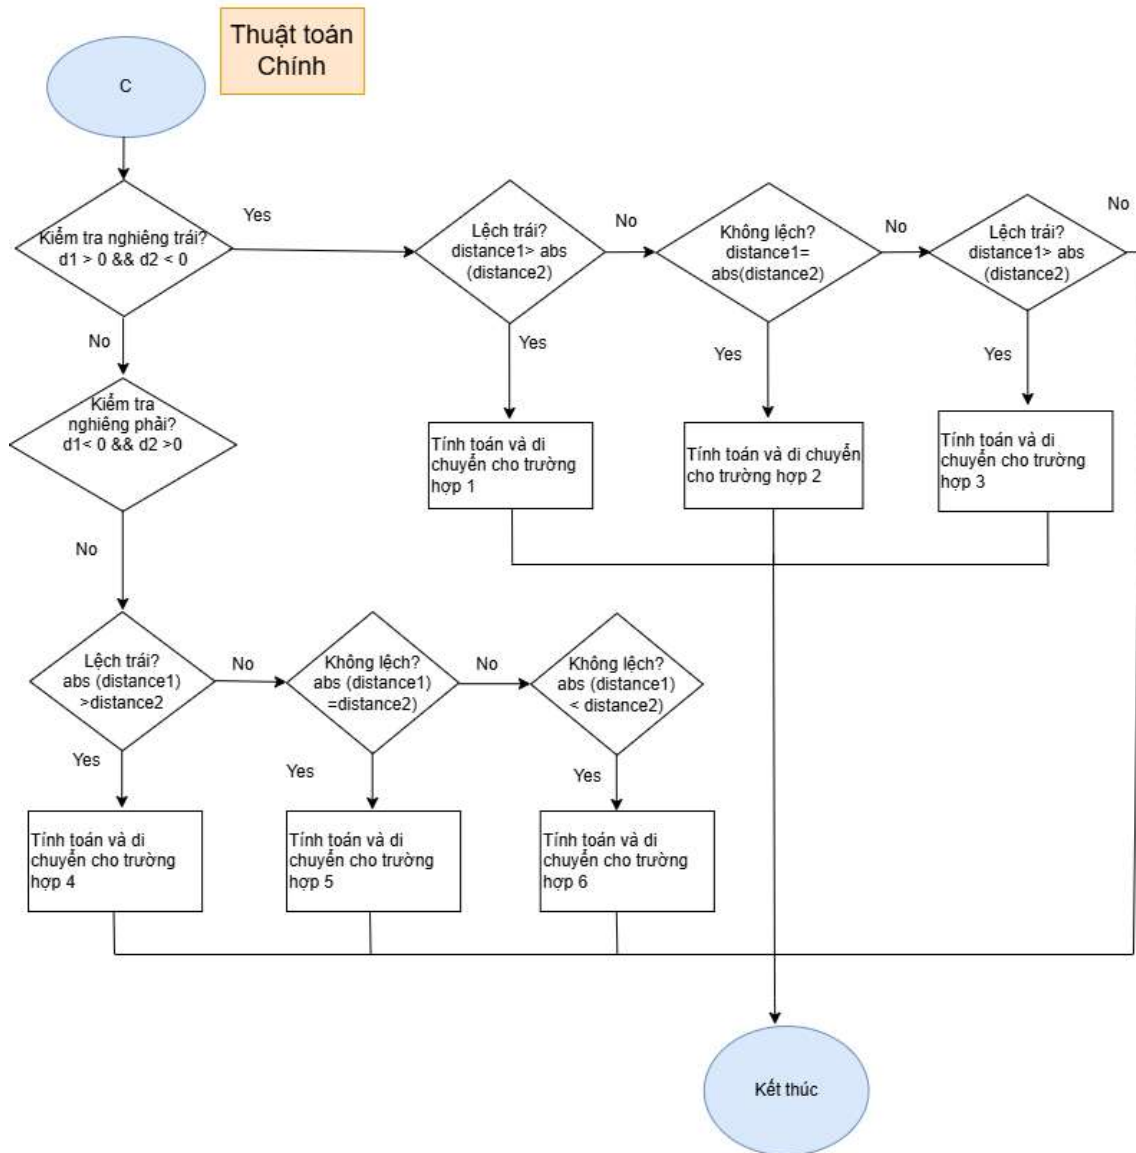 Thuật toán
Chính
C
Kiểm tra nghiêng trái?
d1 > 0 && d2 < 0
Yes
Lệch trái?
distance1> abs
(distance2)
No
Không lệch?
distance1=
abs(distance2)
No
Lệch trái?
distance1> abs
(distance2)
No
No
Yes
Yes
Yes
Kiểm tra
nghiêng phải?
d1< 0 && d2 >0
Tính toán và di
chuyển cho trường
hợp 1
Tính toán và di chuyển
cho trường hợp 2
Tính toán và di
chuyển cho trường
hợp 3
No
Lệch trái?
abs (distance1)
>distance2
No
Không lệch?
abs (distance1)
=distance2)
No
Không lệch?
abs (distance1)
< distance2)
Yes
Yes
Yes
Tính toán và di
chuyển cho trường
hợp 4
Tính toán và di
chuyển cho trường
hợp 5
Tính toán và di
chuyển cho trường
hợp 6
Kết thúc